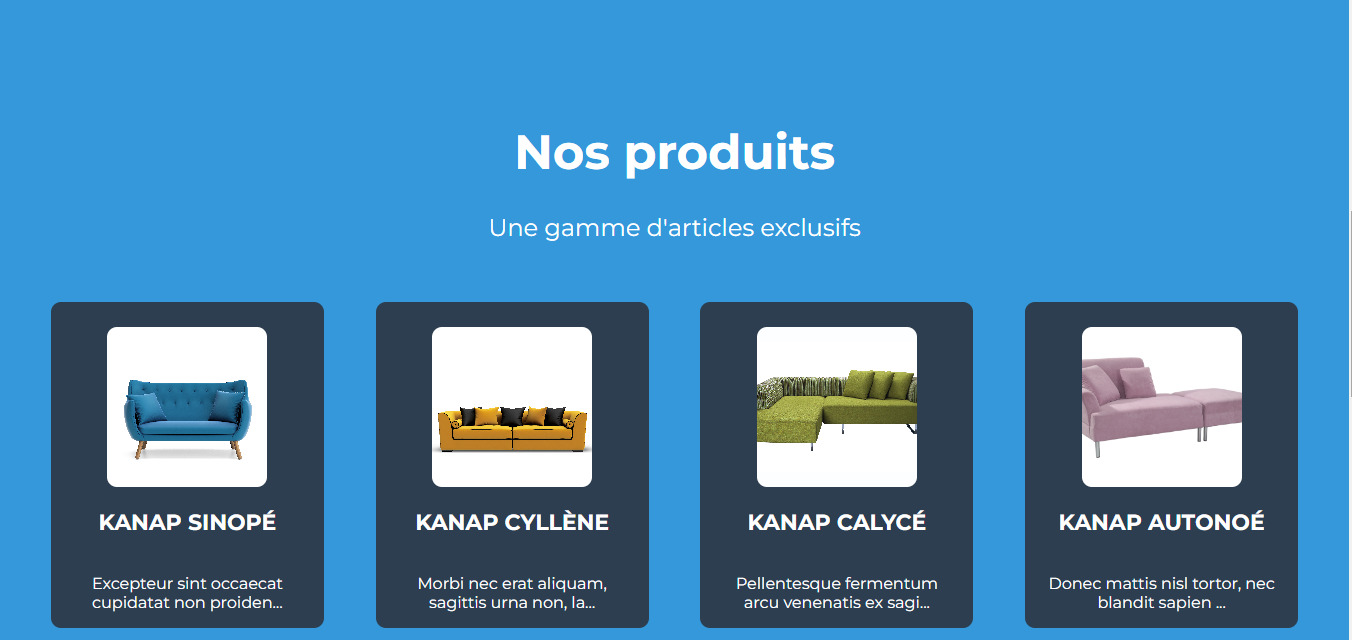 Nos produits
Une gamme d'articles exclusifs
KANAP SINOPÉ
Excepteur sint occaecat
cupidatat non proiden...
KANAP CYLLÈNE
Morbi nec erat aliquam,
sagittis urna non, la...
KANAP CALYCÉ
Pellentesque fermentum
arcu venenatis ex sagi...
KANAP AUTONOÉ
Donec mattis nisl tortor, nec
blandit sapien ...